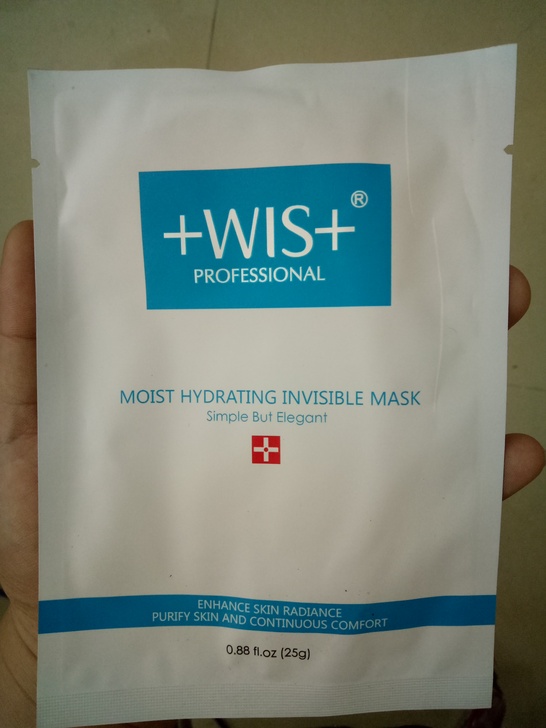 +WIS+®
PROFESSIONAL
MOIST HYDRATING INVISIBLE MASK
Simple But Elegant
ENHANCE SKIN RADIANCE
PURIFY SKIN AND CONTINUOUS COMFORT
0.88 fl.oz (25g)